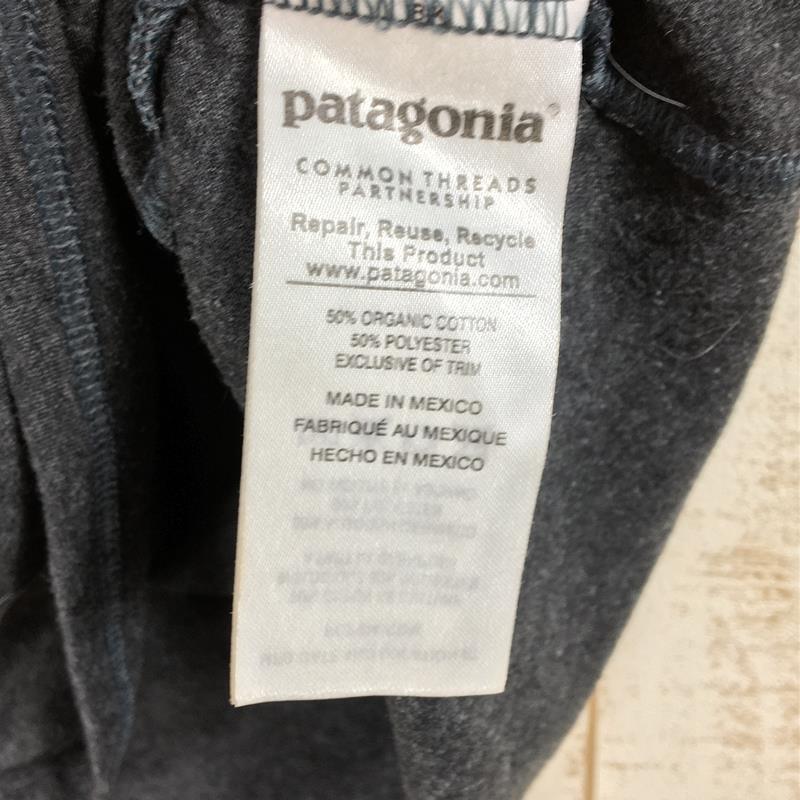 patagonia®
COMMON THREADS
PARTNERSHIP
Repair, Reuse, Recycle
This Product
www.patagonia.com
50% ORGANIC COTTON
50% POLYESTER
EXCLUSIVE OF TRIM
MADE IN MEXICO
FABRIQUÉ AU MEXIQUE
HECHO EN MEXICO